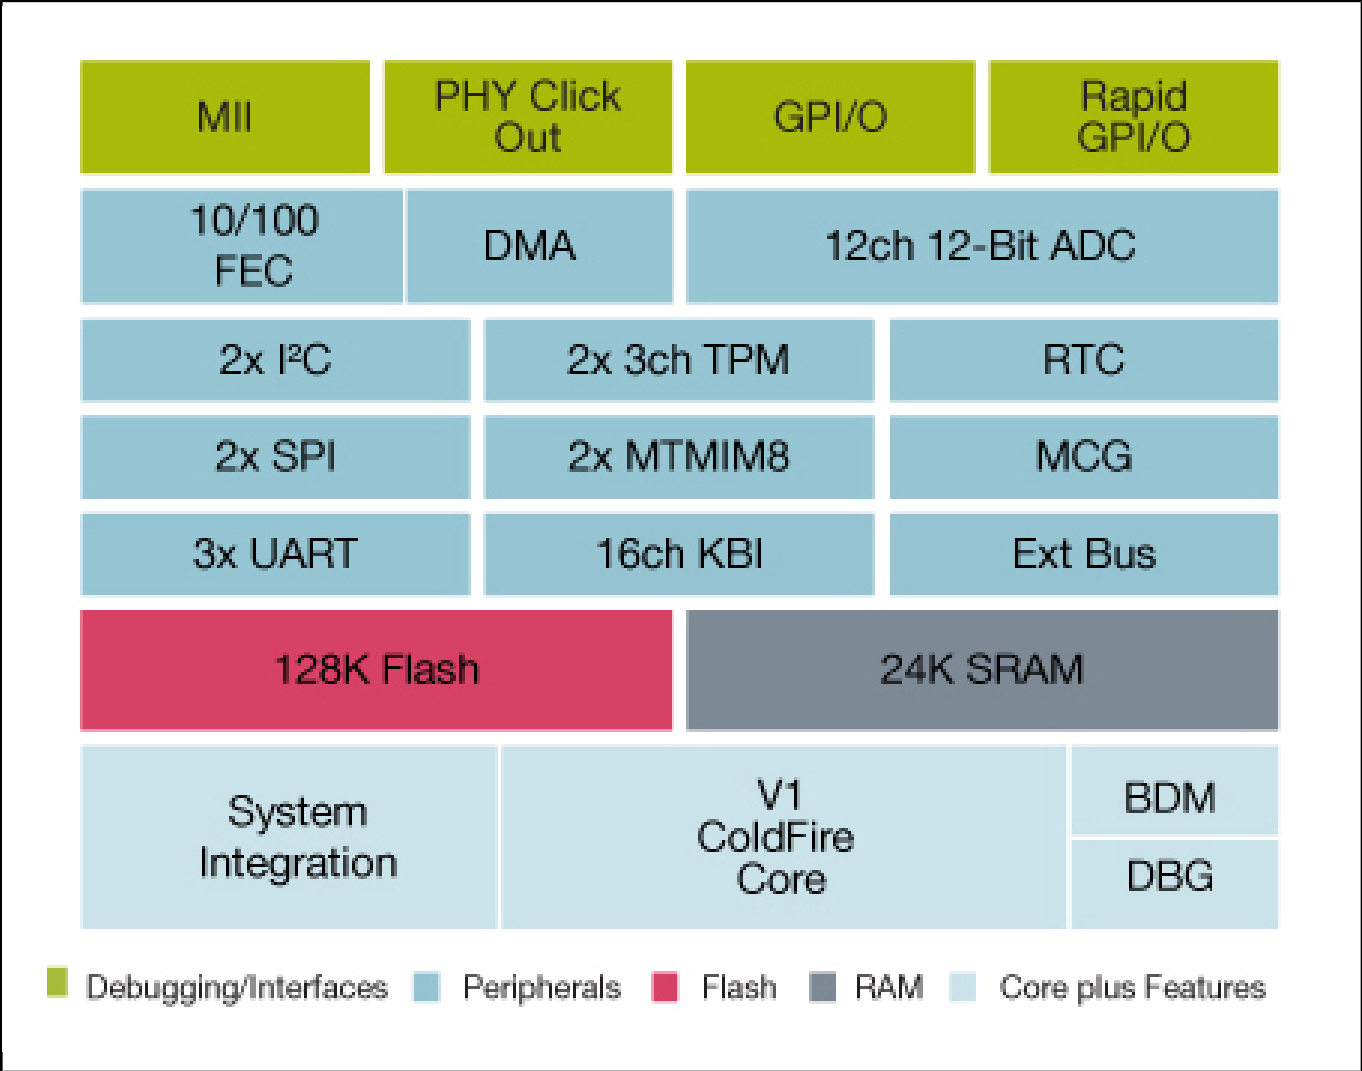 MII
PHY Click
Out
GPI/O
Rapid
GPI/O
10/100
FEC
DMA
12ch 12-Bit ADC
2x I²C
2x 3ch TPM
RTC
2x SPI
2x MTMIM8
MCG
3x UART
16ch KBI
Ext Bus
128K Flash
24K SRAM
System
Integration
V1
ColdFire
Core
BDM
DBG
Debugging/Interfaces
Peripherals
Flash
RAM
Core plus Features